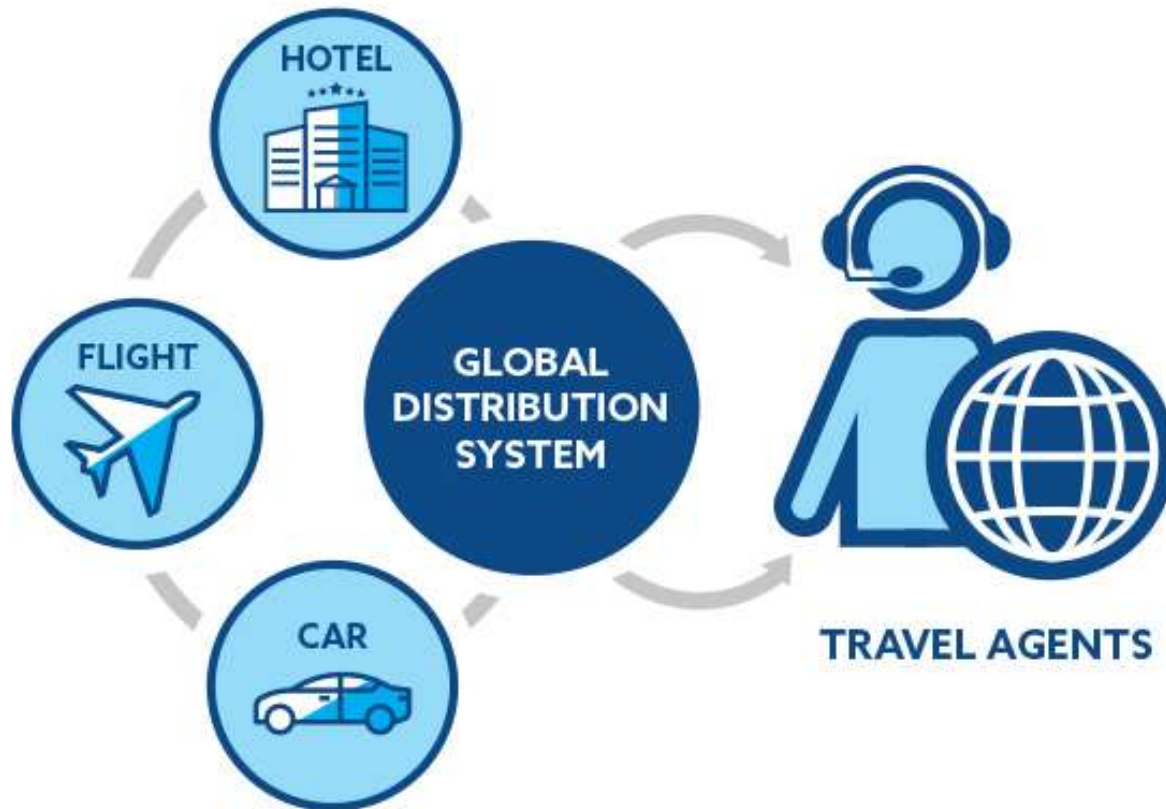 HOTEL
FLIGHT
GLOBAL
DISTRIBUTION
SYSTEM
CAR
TRAVEL AGENTS